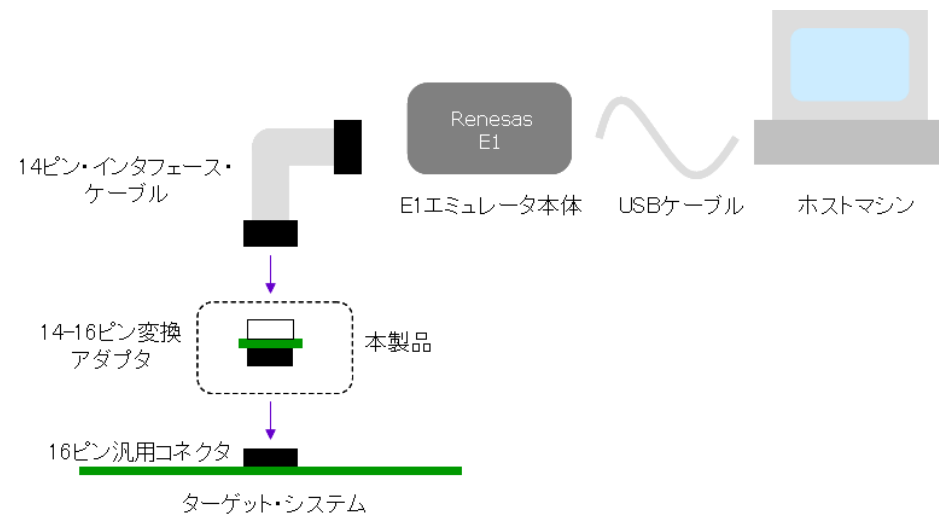 Renesas
E1
14ピン・インタフェース・
ケーブル
E1エミュレータ本体
USBケーブル
ホストマシン
14-16ピン変換
アダプタ
本製品
16ピン汎用コネクタ
ターゲット・システム